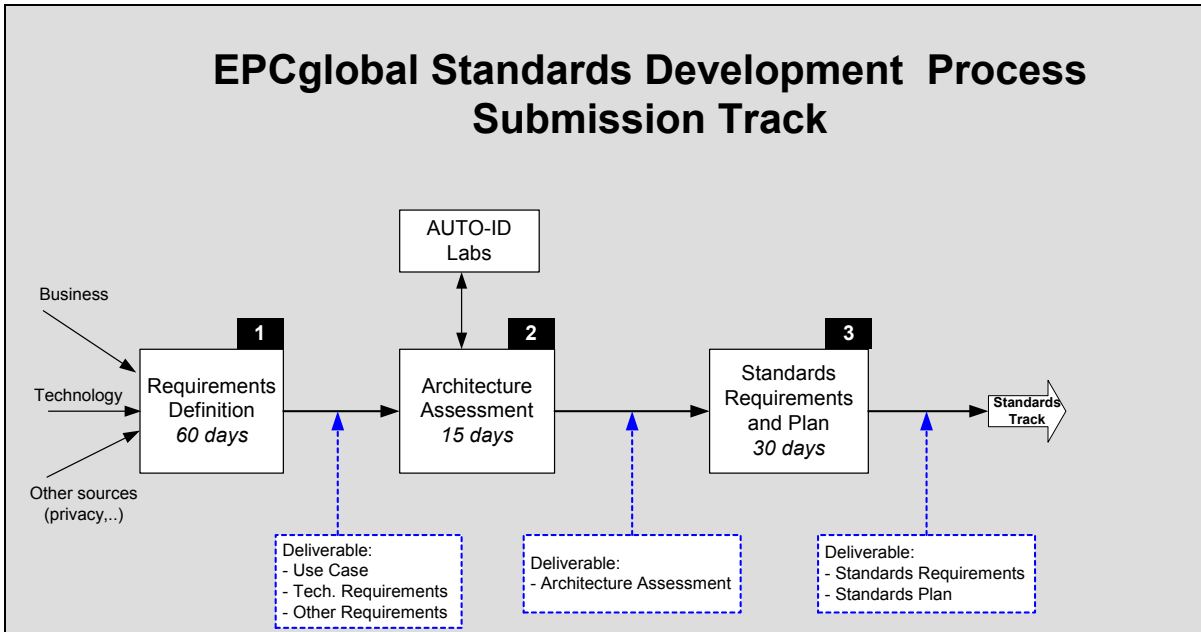 EPCglobal Standards Development Process
Submission Track
AUTO-ID
Labs
Business
Technology
Other sources
(privacy,..)
1
Requirements
Definition
60 days
2
Architecture
Assessment
15 days
3
Standards
Requirements
and Plan
30 days
Standards
Track
Deliverable:
- Use Case
- Tech. Requirements
- Other Requirements
Deliverable:
- Architecture Assessment
Deliverable:
- Standards Requirements
- Standards Plan